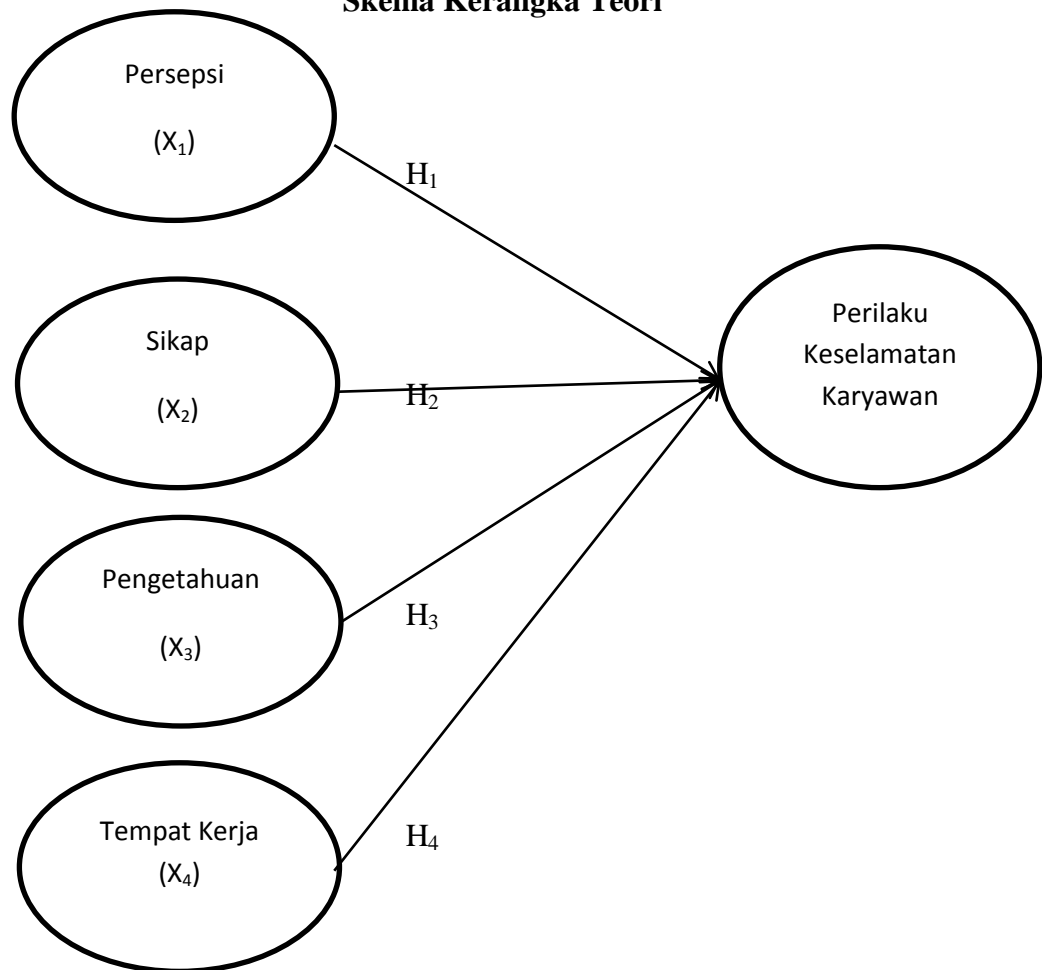 Skema Kerangka Teori
Persepsi
(X₁)
H₁
Sikap
(X₂)
H₂
Perilaku
Keselamatan
Karyawan
Pengetahuan
(X₃)
H₃
Tempat Kerja
(X₄)
H₄